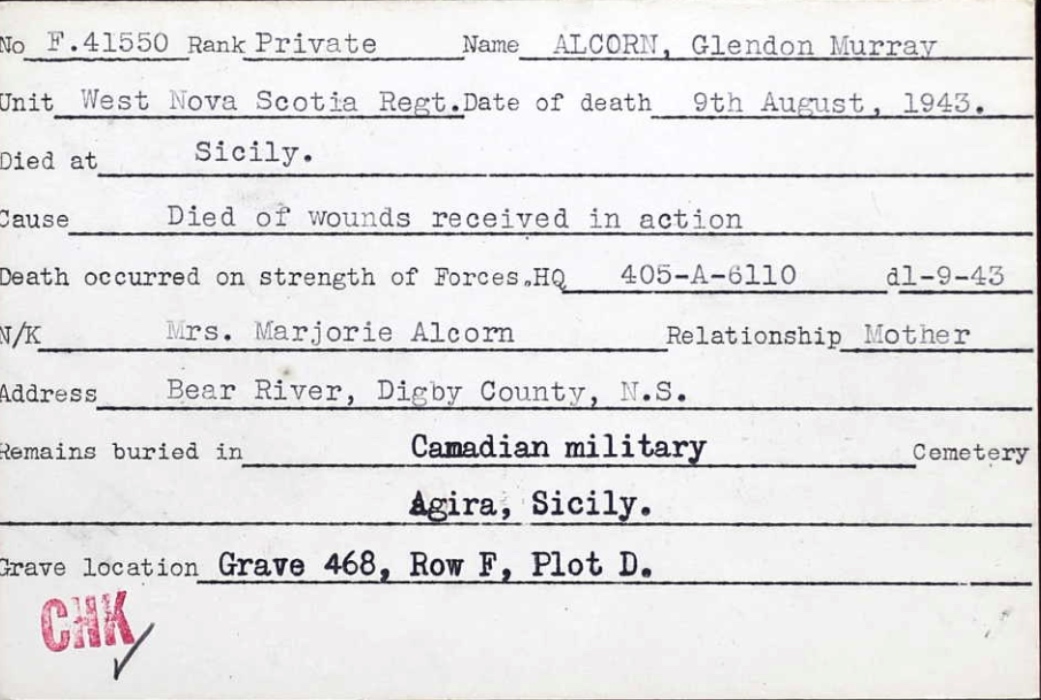 No F.41550 Rank Private Name ALCORN, Glendon Murray
Unit West Nova Scotia Regt. Date of death 9th August, 1943.
Died at Sicily.
Cause Died of wounds received in action
Death occurred on strength of Forces.HQ 405-A-6110 d1-9-43
N/K Mrs. Marjorie Alcorn Relationship Mother
Address Bear River, Digby County, N.S.
Remains buried in Camadian military Cemetery
Agira, Sicily.
Grave location Grave 468, Row F, Plot D.
CHK